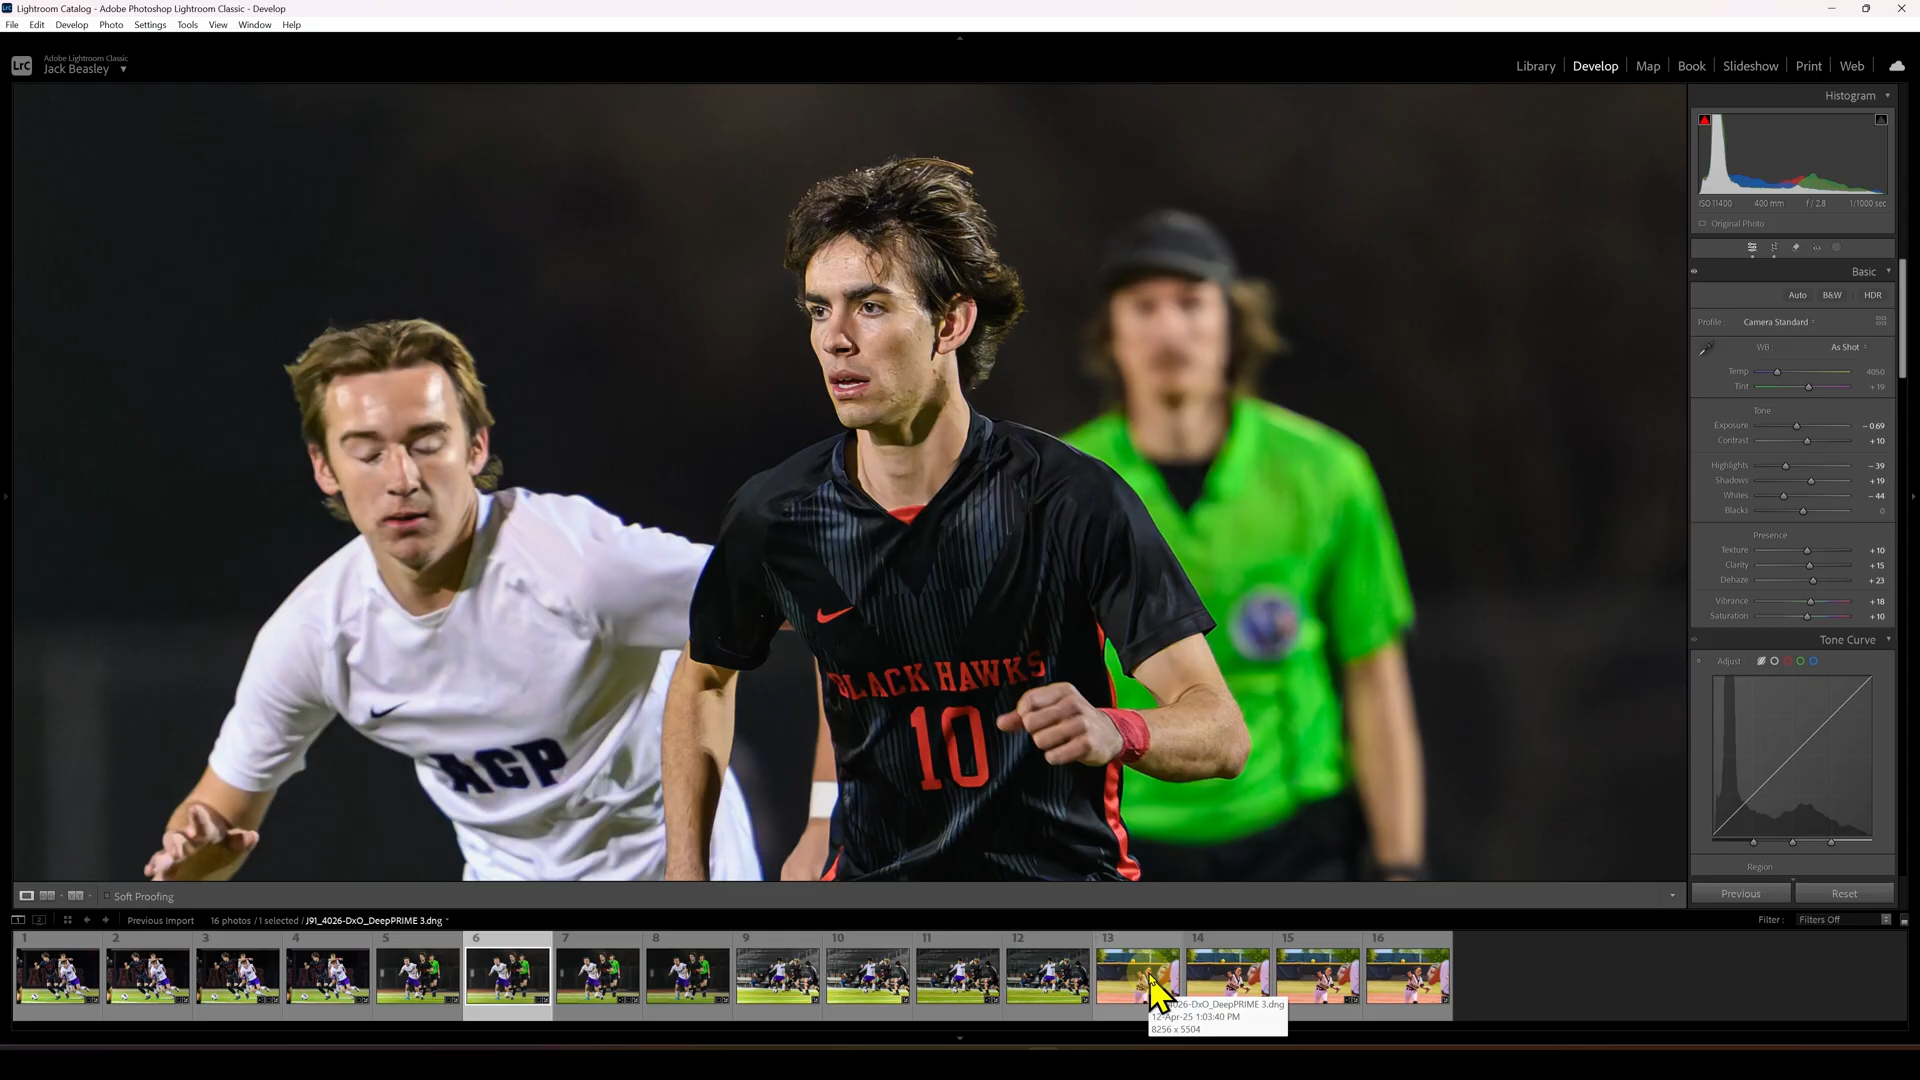 Lightroom Catalog - Adobe Photoshop Lightroom Classic - Develop
File Edit Develop Photo Settings Tools View Window Help
LrC
Adobe Lightroom Classic
Jack Beasley
Library Develop Map Book Slideshow Print Web
Histogram
ISO 11400 400 mm f / 2.8 1/1000 sec
Original Photo
Basic
Auto B&W HDR
Profile : Camera Standard
WB : As Shot
Temp 4050
Tint + 19
Tone
Exposure - 0.69
Contrast + 10
Highlights - 39
Shadows + 19
Whites - 44
Blacks 0
Presence
Texture + 10
Clarity + 15
Dehaze + 23
Vibrance + 18
Saturation + 10
Tone Curve
Adjust
Region
Previous Reset
BLACK HAWKS
10
ACP
Soft Proofing
1 2 Previous Import 16 photos / 1 selected / J91_4026-DxO_DeepPRIME 3.dng
Filter : Filters Off
1 2 3 4 5 6 7 8 9 10 11 12 13 14 15 16
026-DxO_DeepPRIME 3.dng
12-Apr-25 1:03:40 PM
8256 x 5504